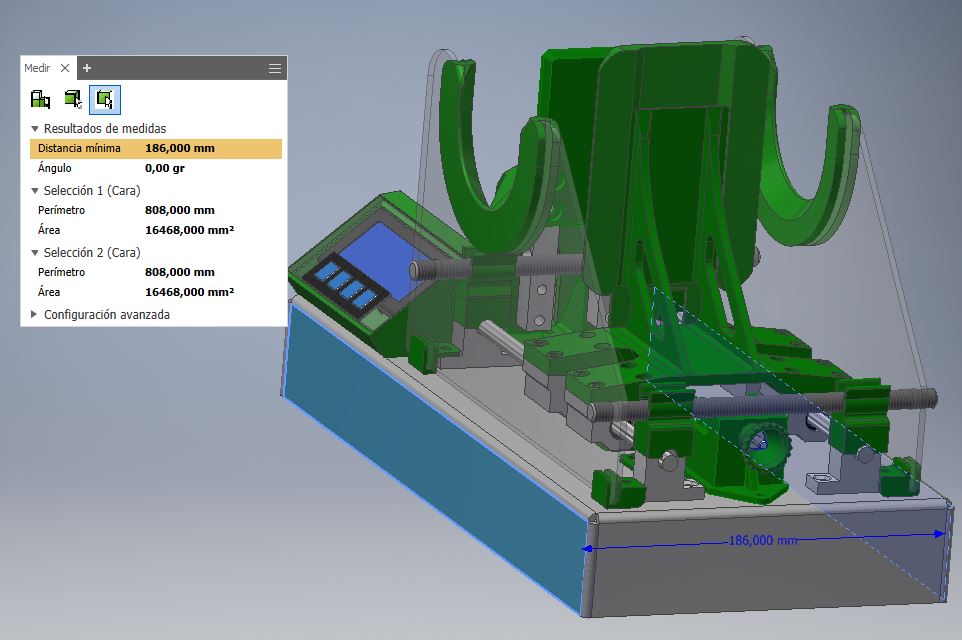 Medir
Resultados de medidas
Distancia mínima 186,000 mm
Ángulo 0,00 gr
Selección 1 (Cara)
Perímetro 808,000 mm
Área 16468,000 mm²
Selección 2 (Cara)
Perímetro 808,000 mm
Área 16468,000 mm²
Configuración avanzada
186,000 mm